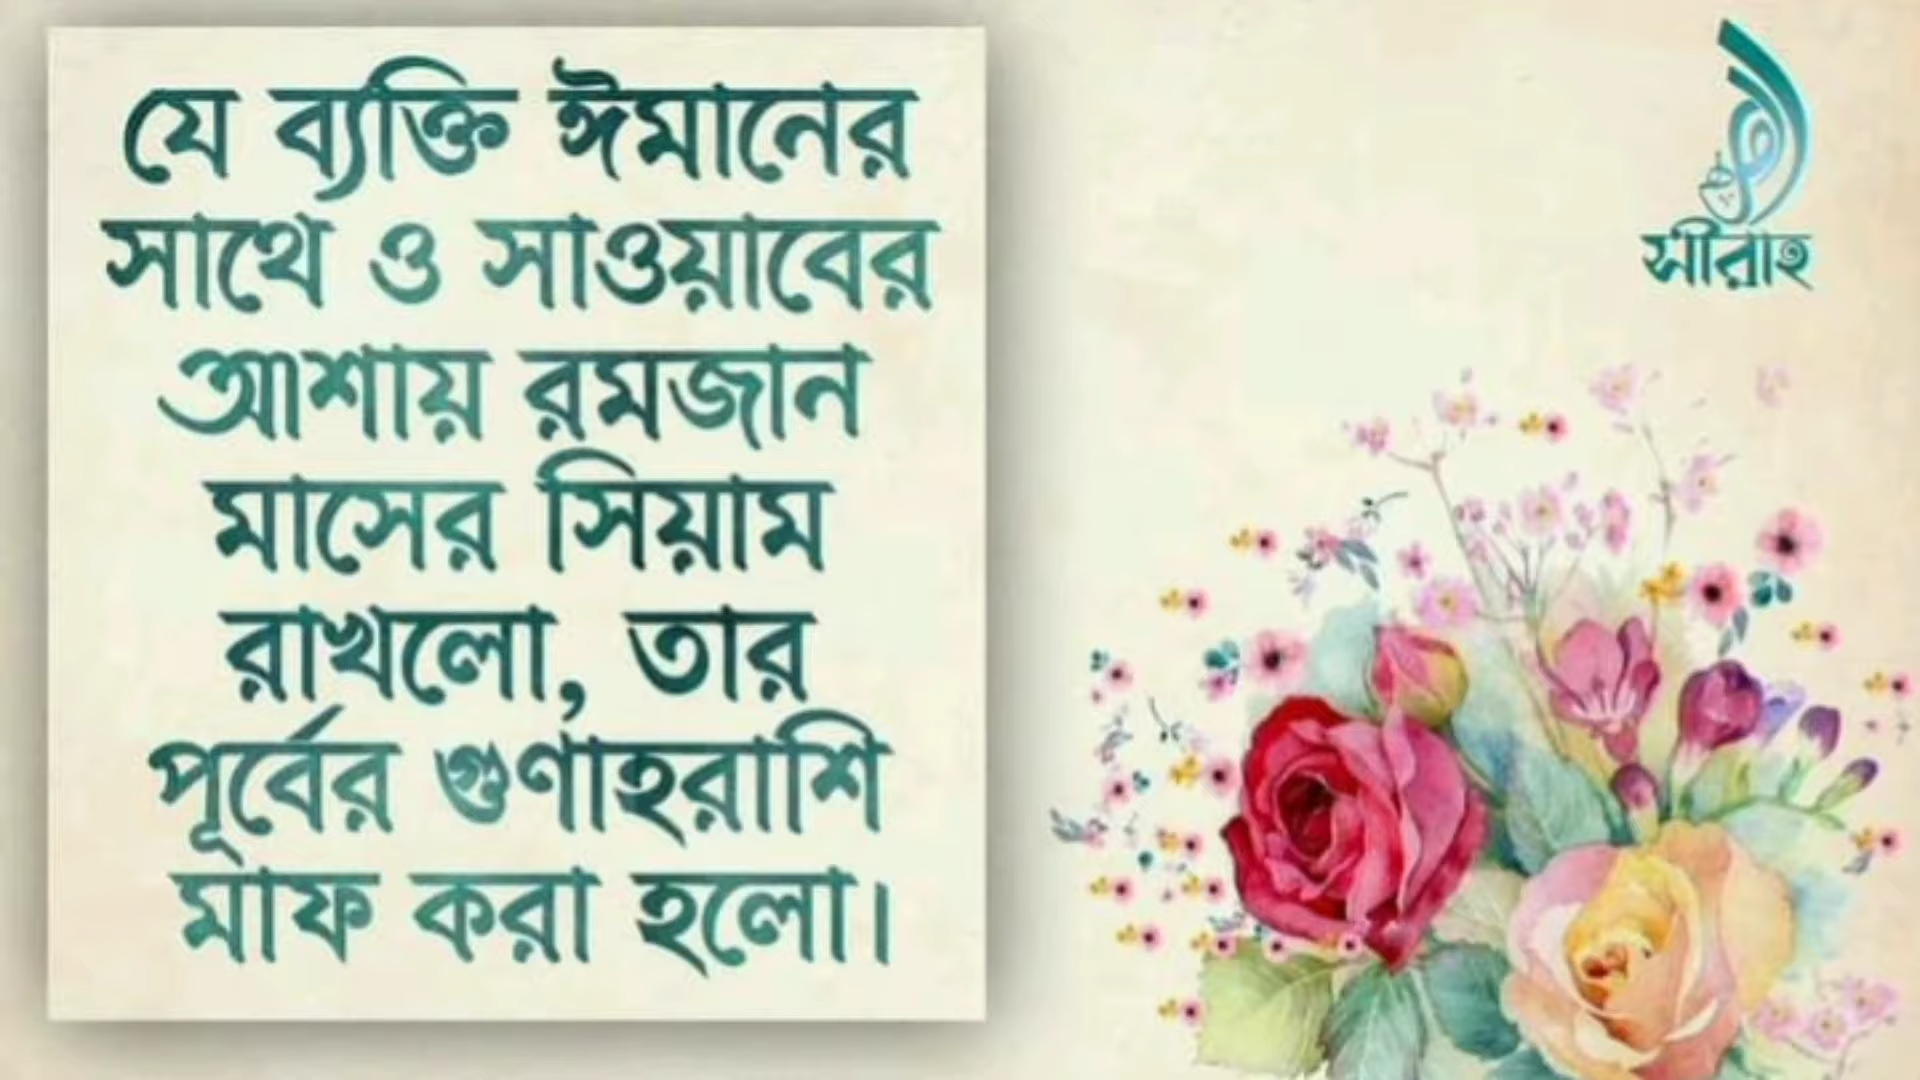 যে ব্যক্তি ঈমানের
সাথে ও সাওয়াবের
আশায় রমজান
মাসের সিয়াম
রাখলো, তার
পূর্বের গুণাহরাশি
মাফ করা হলো।
সীরাহ